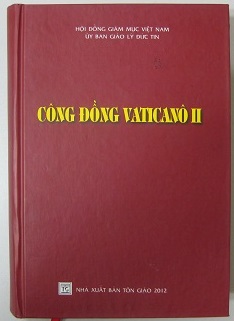 HỘI ĐỒNG GIÁM MỤC VIỆT NAM
ỦY BAN GIÁO LÝ ĐỨC TIN
CÔNG ĐỒNG VATICANÔ II
NHÀ XUẤT BẢN TÔN GIÁO 2012